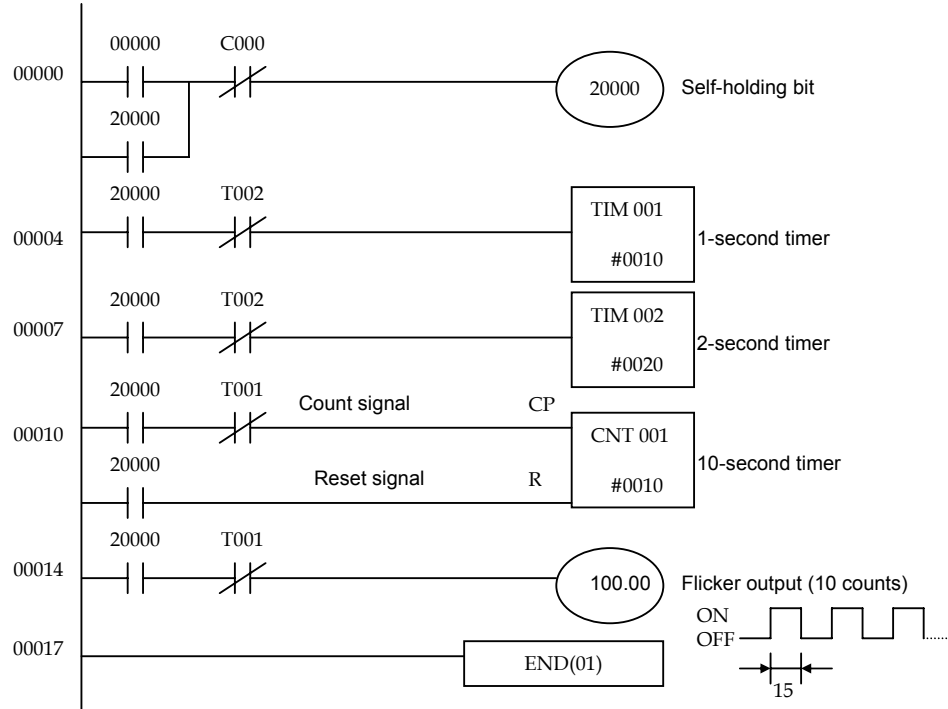 00000 C000
00000
20000 Self-holding bit
20000
20000 T002
TIM 001
00004
1-second timer
#0010
20000 T002
TIM 002
00007
2-second timer
#0020
20000 T001
Count signal CP
00010
CNT 001
20000
10-second timer
Reset signal R
#0010
20000 T001
00014
100.00 Flicker output (10 counts)
ON
OFF
00017
END(01)
15